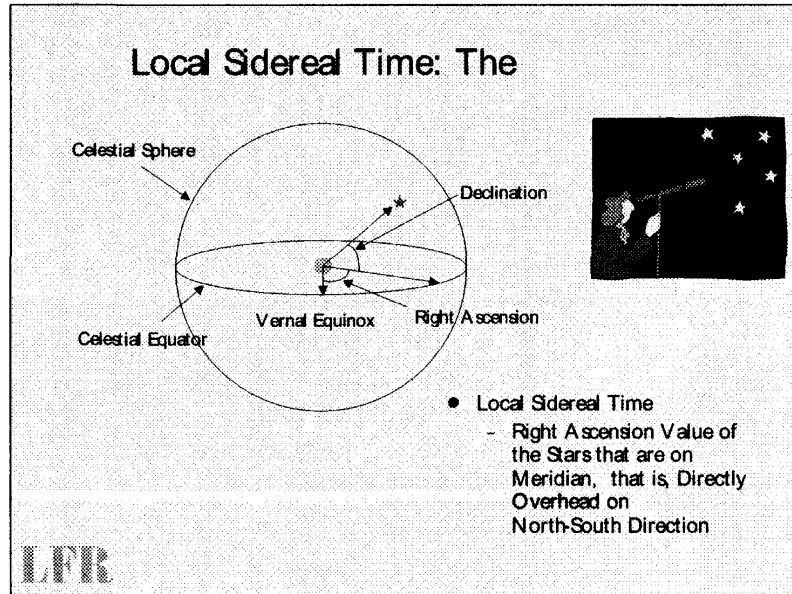 Local Sidereal Time: The
Celestial Sphere
Declination
Vernal Equinox
Right Ascension
Celestial Equator
● Local Sidereal Time
- Right Ascension Value of
the Stars that are on
Meridian, that is, Directly
Overhead on
North-South Direction
LFR